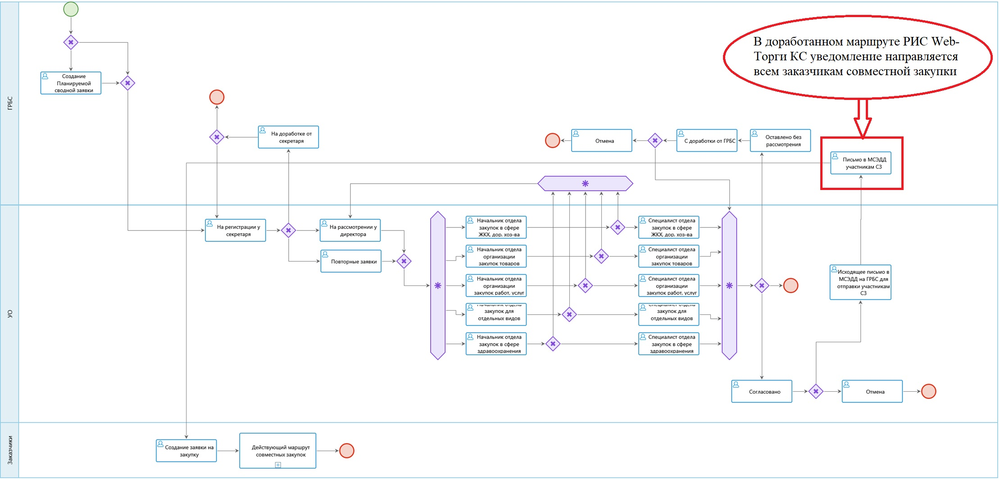 В доработанном маршруте РИС Web-
Торги КС уведомление направляется
всем заказчикам совместной закупки
ГРБС
Создание
Планируемой
сводной заявки
На доработке от
секретаря
Отмена
С доработки от ГРБС
Оставлено без
рассмотрения
Письмо в МСЭДД
участникам СЗ
УО
На регистрации у
секретаря
На рассмотрении у
директора
Повторные заявки
Начальник отдела
закупок в сфере
ЖКХ, дор. хоз-ва
Специалист отдела
закупок в сфере
ЖКХ, дор. хоз-ва
Начальник отдела
организации
закупок товаров
Специалист отдела
организации
закупок товаров
Начальник отдела
организации
закупок работ, услуг
Специалист отдела
организации
закупок работ, услуг
Начальник отдела
закупок для
отдельных видов
Специалист отдела
закупок для
отдельных видов
Начальник отдела
закупок в сфере
здравоохранения
Специалист отдела
закупок в сфере
здравоохранения
Исходящее письмо в
МСЭДД на ГРБС для
отправки участникам
СЗ
Согласовано
Отмена
Заказчики
Создание заявки на
закупку
Действующий маршрут
совместных закупок